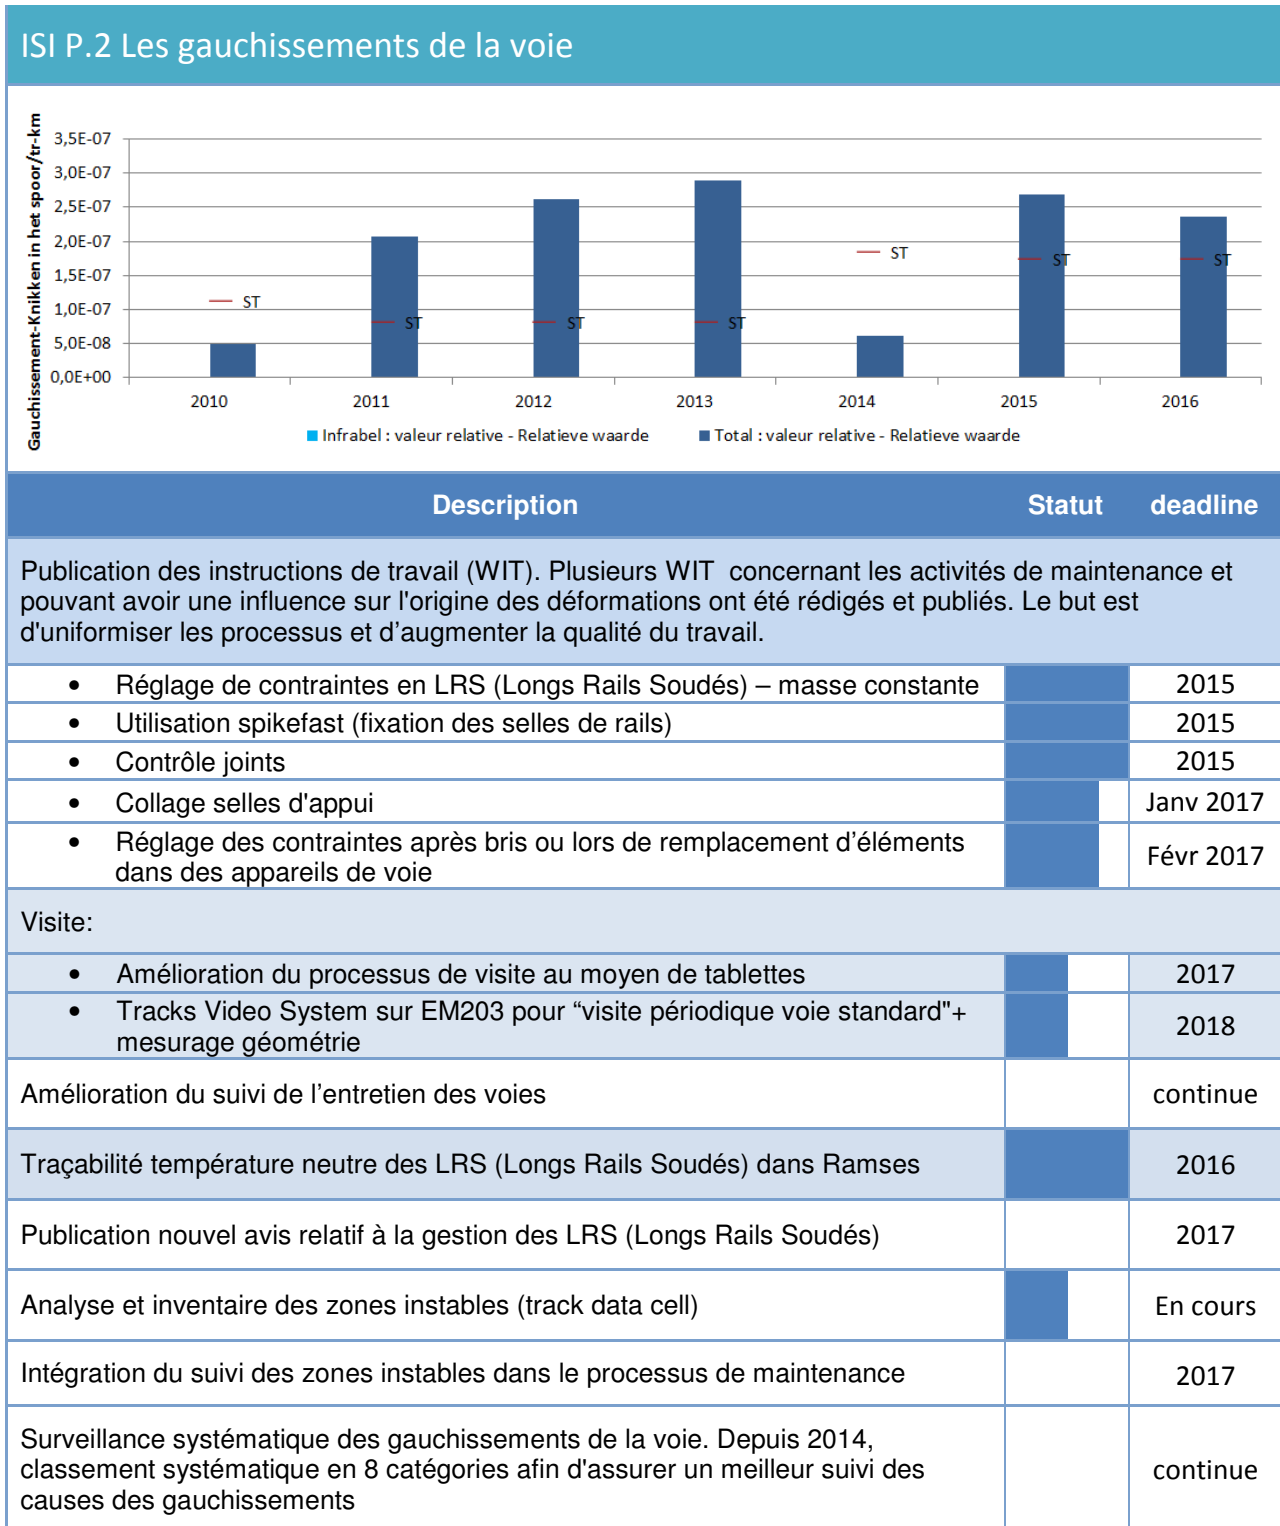 ISI P.2 Les gauchissements de la voie
Gauchissement-Knikken in het spoor/tr-km
3,5E-07
3,0E-07
2,5E-07
2,0E-07
1,5E-07
1,0E-07
5,0E-08
0,0E+00
ST
ST
ST
ST
ST
ST
ST
2010 2011 2012 2013 2014 2015 2016
Infrabel : valeur relative - Relatieve waarde Total : valeur relative - Relatieve waarde
Description Statut deadline
Publication des instructions de travail (WIT). Plusieurs WIT concernant les activités de maintenance et
pouvant avoir une influence sur l'origine des déformations ont été rédigés et publiés. Le but est
d'uniformiser les processus et d’augmenter la qualité du travail.
• Réglage de contraintes en LRS (Longs Rails Soudés) – masse constante 2015
• Utilisation spikefast (fixation des selles de rails) 2015
• Contrôle joints 2015
• Collage selles d'appui Janv 2017
• Réglage des contraintes après bris ou lors de remplacement d’éléments
dans des appareils de voie Févr 2017
Visite:
• Amélioration du processus de visite au moyen de tablettes 2017
• Tracks Video System sur EM203 pour “visite périodique voie standard"+
mesurage géométrie 2018
Amélioration du suivi de l’entretien des voies continue
Traçabilité température neutre des LRS (Longs Rails Soudés) dans Ramses 2016
Publication nouvel avis relatif à la gestion des LRS (Longs Rails Soudés) 2017
Analyse et inventaire des zones instables (track data cell) En cours
Intégration du suivi des zones instables dans le processus de maintenance 2017
Surveillance systématique des gauchissements de la voie. Depuis 2014,
classement systématique en 8 catégories afin d'assurer un meilleur suivi des continue
causes des gauchissements